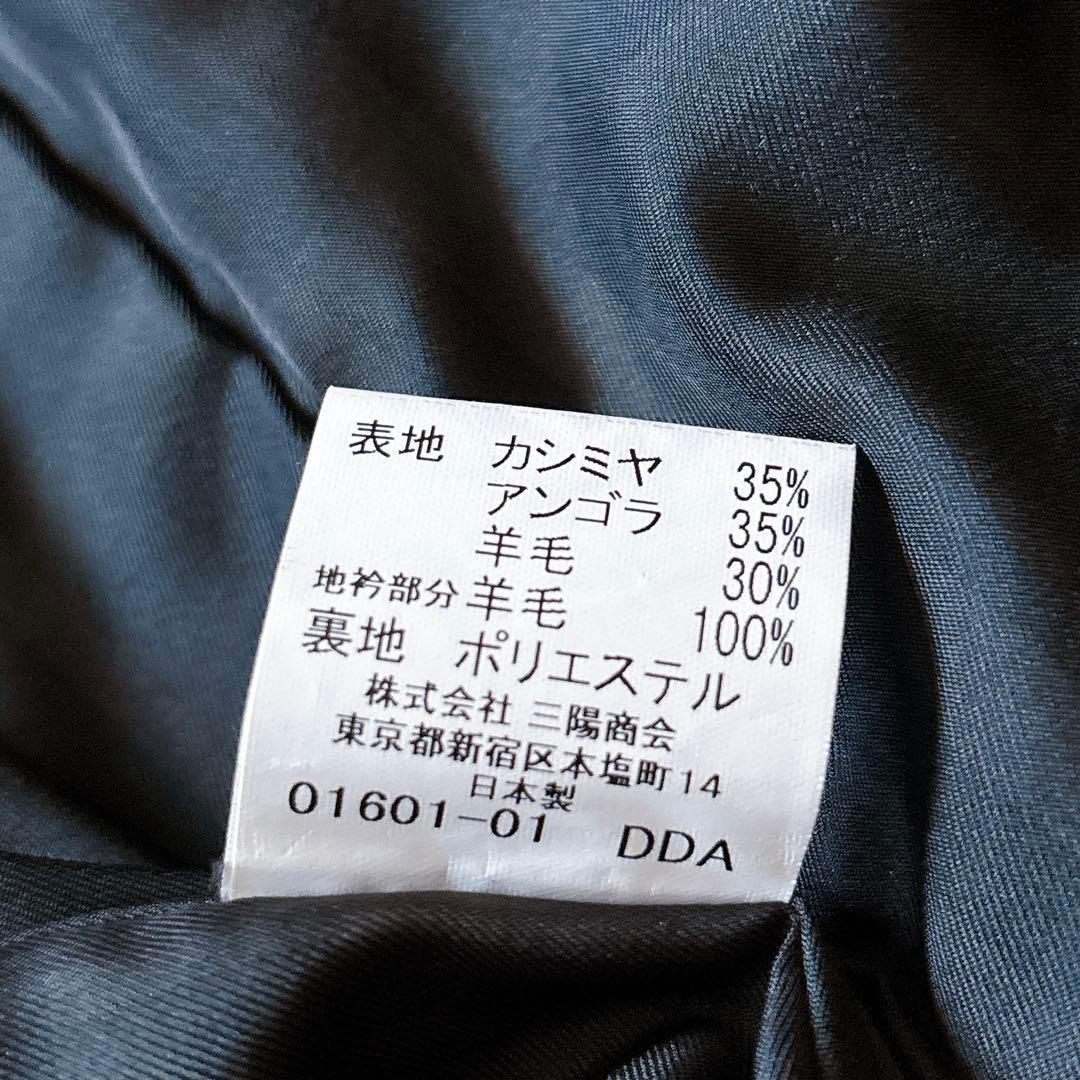 表地 カシミヤ 35%
アンゴラ 35%
羊毛 30%
地衿部分 羊毛 100%
裏地 ポリエステル
株式会社 三陽商会
東京都新宿区本塩町14
日本製
01601-01 DDA